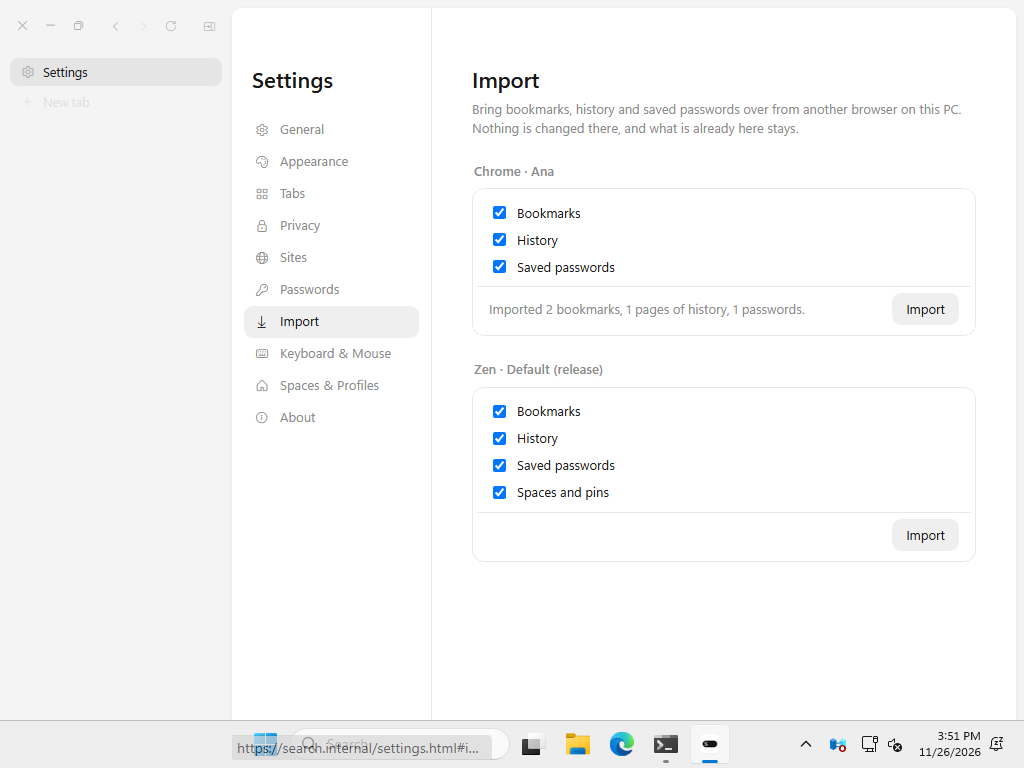 Settings
New tab
Settings
General
Appearance
Tabs
Privacy
Sites
Passwords
Import
Keyboard & Mouse
Spaces & Profiles
About
Import
Bring bookmarks, history and saved passwords over from another browser on this PC.
Nothing is changed there, and what is already here stays.
Chrome · Ana
Bookmarks
History
Saved passwords
Imported 2 bookmarks, 1 pages of history, 1 passwords.
Import
Zen · Default (release)
Bookmarks
History
Saved passwords
Spaces and pins
Import
https://search.internal/settings.html#i...
Search
3:51 PM
11/26/2026